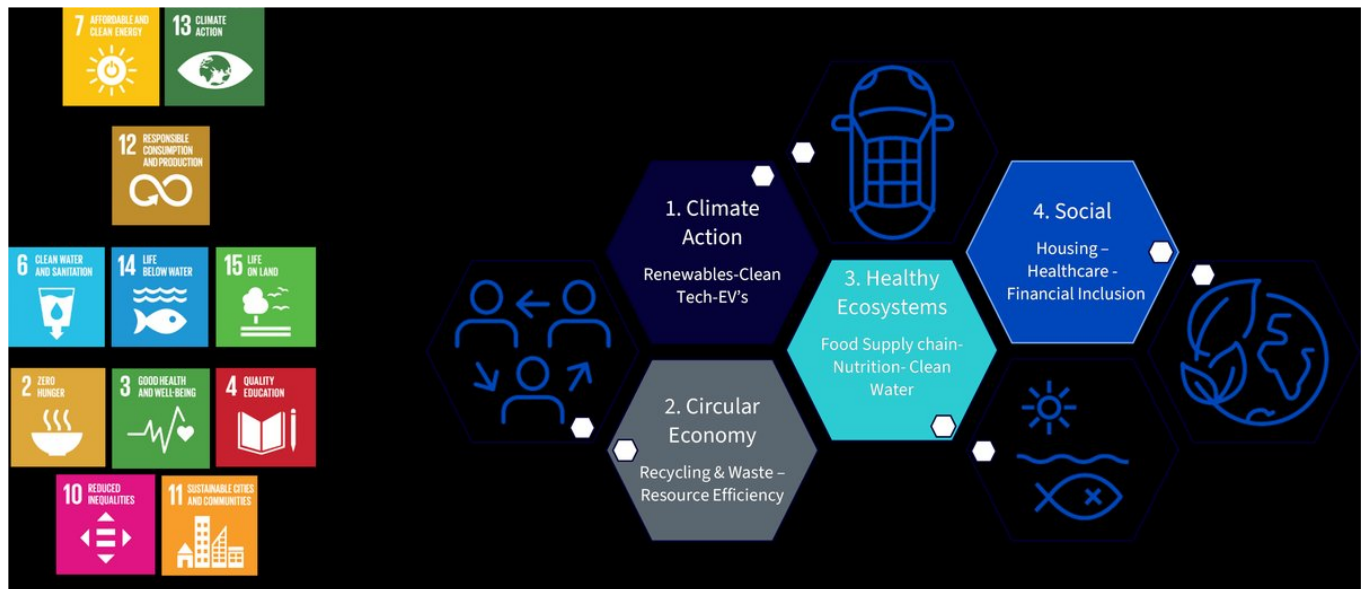 7 AFFORDABLE AND
CLEAN ENERGY
13 CLIMATE
ACTION
12 RESPONSIBLE
CONSUMPTION
AND PRODUCTION
6 CLEAN WATER
AND SANITATION
14 LIFE
BELOW WATER
15 LIFE
ON LAND
2 ZERO
HUNGER
3 GOOD HEALTH
AND WELL-BEING
4 QUALITY
EDUCATION
10 REDUCED
INEQUALITIES
11 SUSTAINABLE CITIES
AND COMMUNITIES
1. Climate
Action
Renewables-Clean
Tech-EV's
2. Circular
Economy
Recycling & Waste –
Resource Efficiency
3. Healthy
Ecosystems
Food Supply chain-
Nutrition- Clean
Water
4. Social
Housing –
Healthcare -
Financial Inclusion